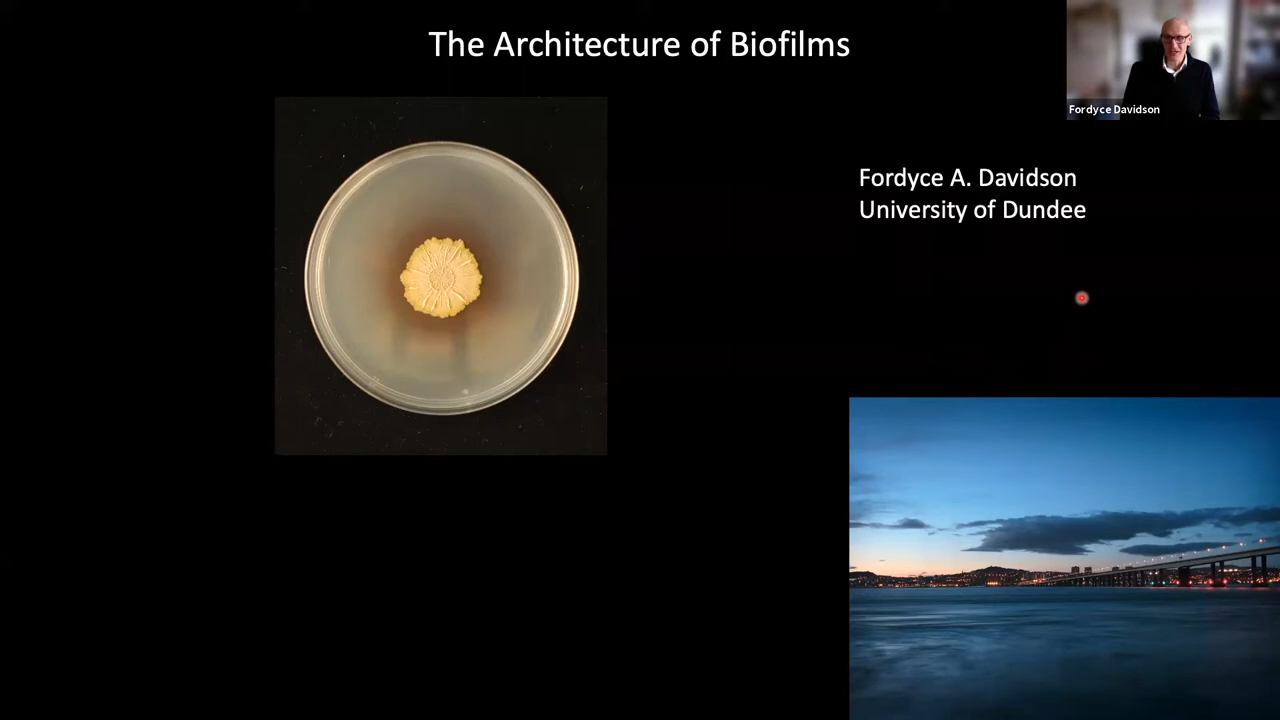 The Architecture of Biofilms
Fordyce Davidson
Fordyce A. Davidson
University of Dundee